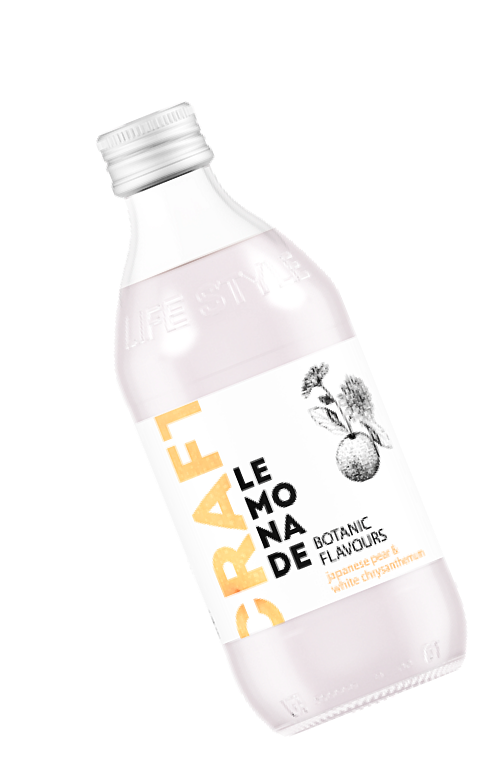 LIFE STYLE
CRAFT
LE
MO
NA
DE
BOTANIC
FLAVOURS
japanese pear &
white chrysanthemum